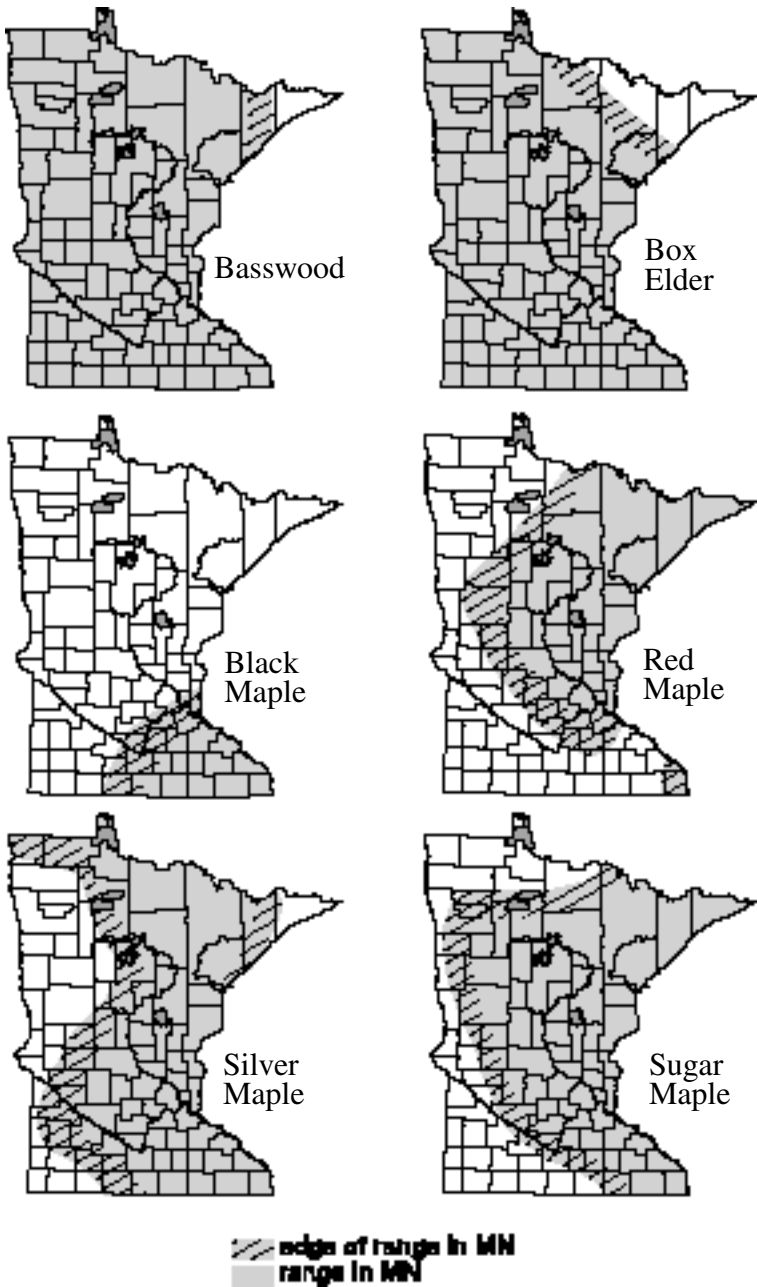 Basswood
Box
Elder
Black
Maple
Red
Maple
Silver
Maple
Sugar
Maple
edge of range in MN
range in MN